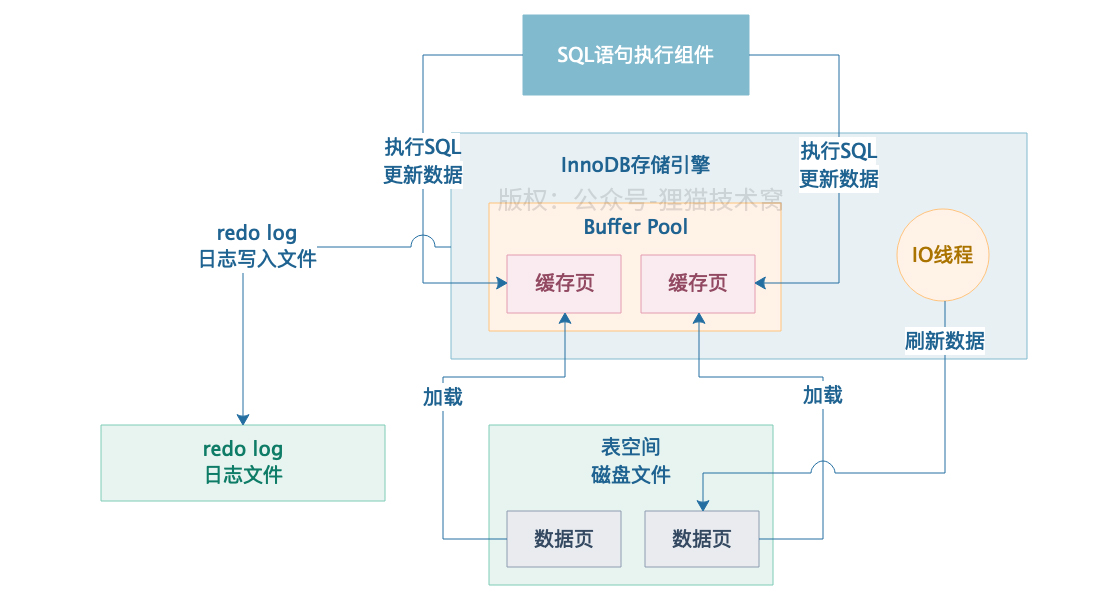 SQL语句执行组件
执行SQL
更新数据
执行SQL
更新数据
InnoDB存储引擎
版权：公众号-狸猫技术窝
Buffer Pool
redo log
日志写入文件
IO线程
缓存页
缓存页
刷新数据
加载
加载
redo log
日志文件
表空间
磁盘文件
数据页
数据页